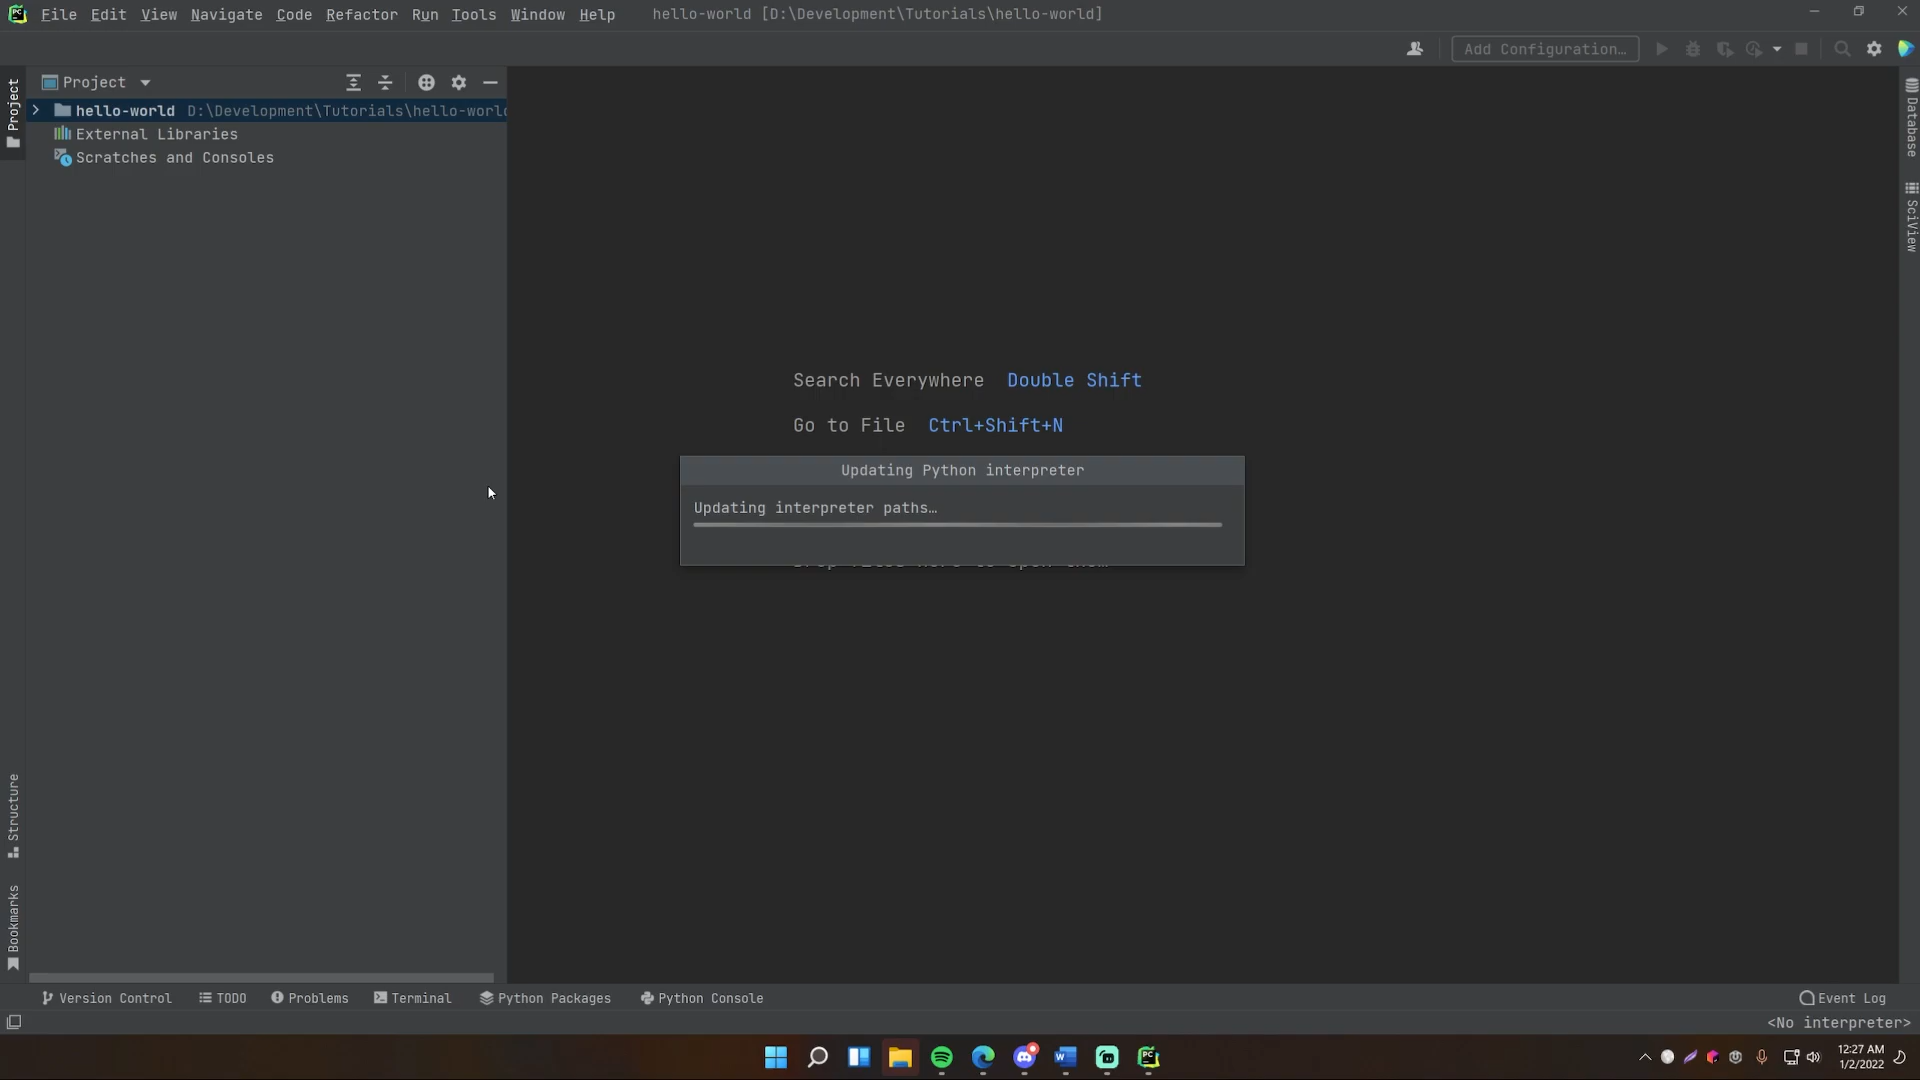 File Edit View Navigate Code Refactor Run Tools Window Help hello-world [D:\Development\Tutorials\hello-world]
Add Configuration…
Project
hello-world D:\Development\Tutorials\hello-world
External Libraries
Scratches and Consoles
Project
Structure
Bookmarks
Database
SciView
Search Everywhere Double Shift
Go to File Ctrl+Shift+N
Updating Python interpreter
Updating interpreter paths…
Version Control TODO Problems Terminal Python Packages Python Console Event Log
<No interpreter>
12:27 AM
1/2/2022